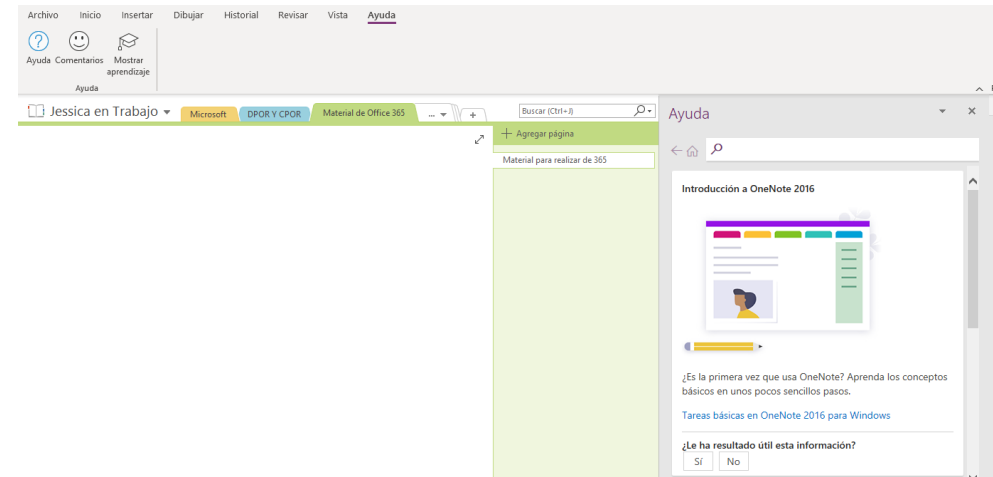 Archivo Inicio Insertar Dibujar Historial Revisar Vista Ayuda
Ayuda Comentarios Mostrar
aprendizaje
Ayuda
Jessica en Trabajo Microsoft DPOR Y CPOR Material de Office 365 ... +
Buscar (Ctrl+J)
Agregar página
Material para realizar de 365
Ayuda
Introducción a OneNote 2016
¿Es la primera vez que usa OneNote? Aprenda los conceptos
básicos en unos pocos sencillos pasos.
Tareas básicas en OneNote 2016 para Windows
¿Le ha resultado útil esta información?
Sí No